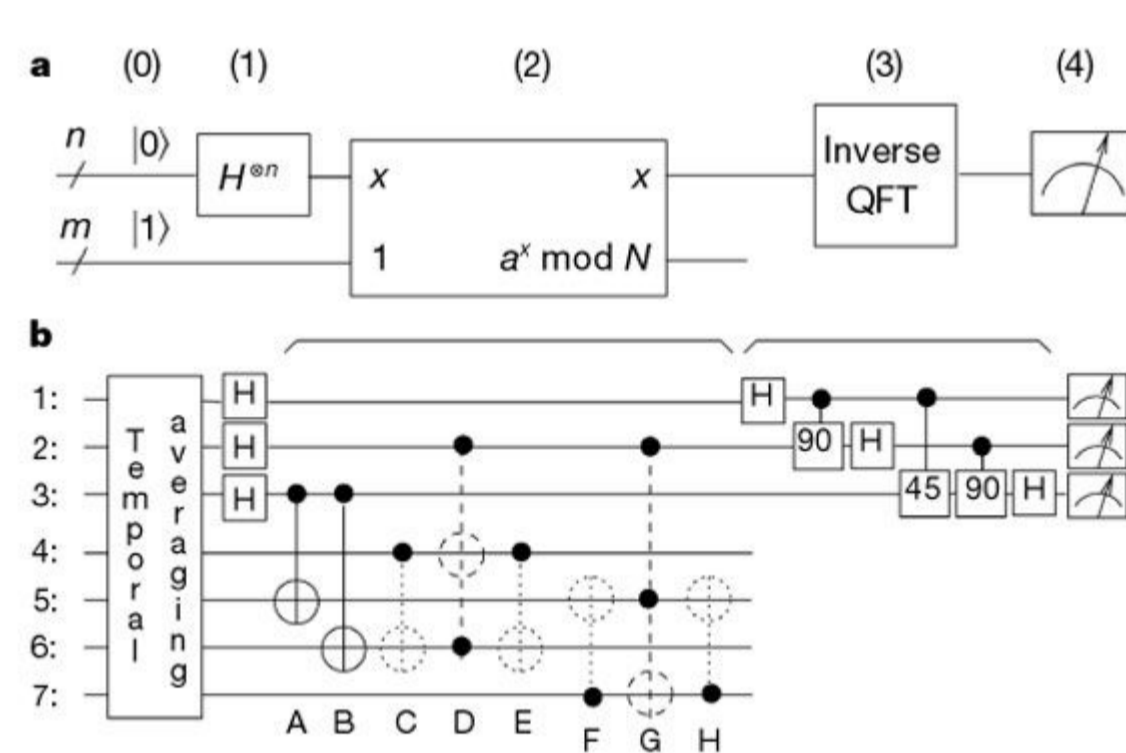 a (0) (1) (2) (3) (4)
n |0⟩
H⊗n
x x
Inverse
QFT
m |1⟩
1 aˣ mod N
b
Temporal averaging
1: H H
2: H 90 H
3: H 45 90 H
4:
5:
6:
7:
A B C D E F G H